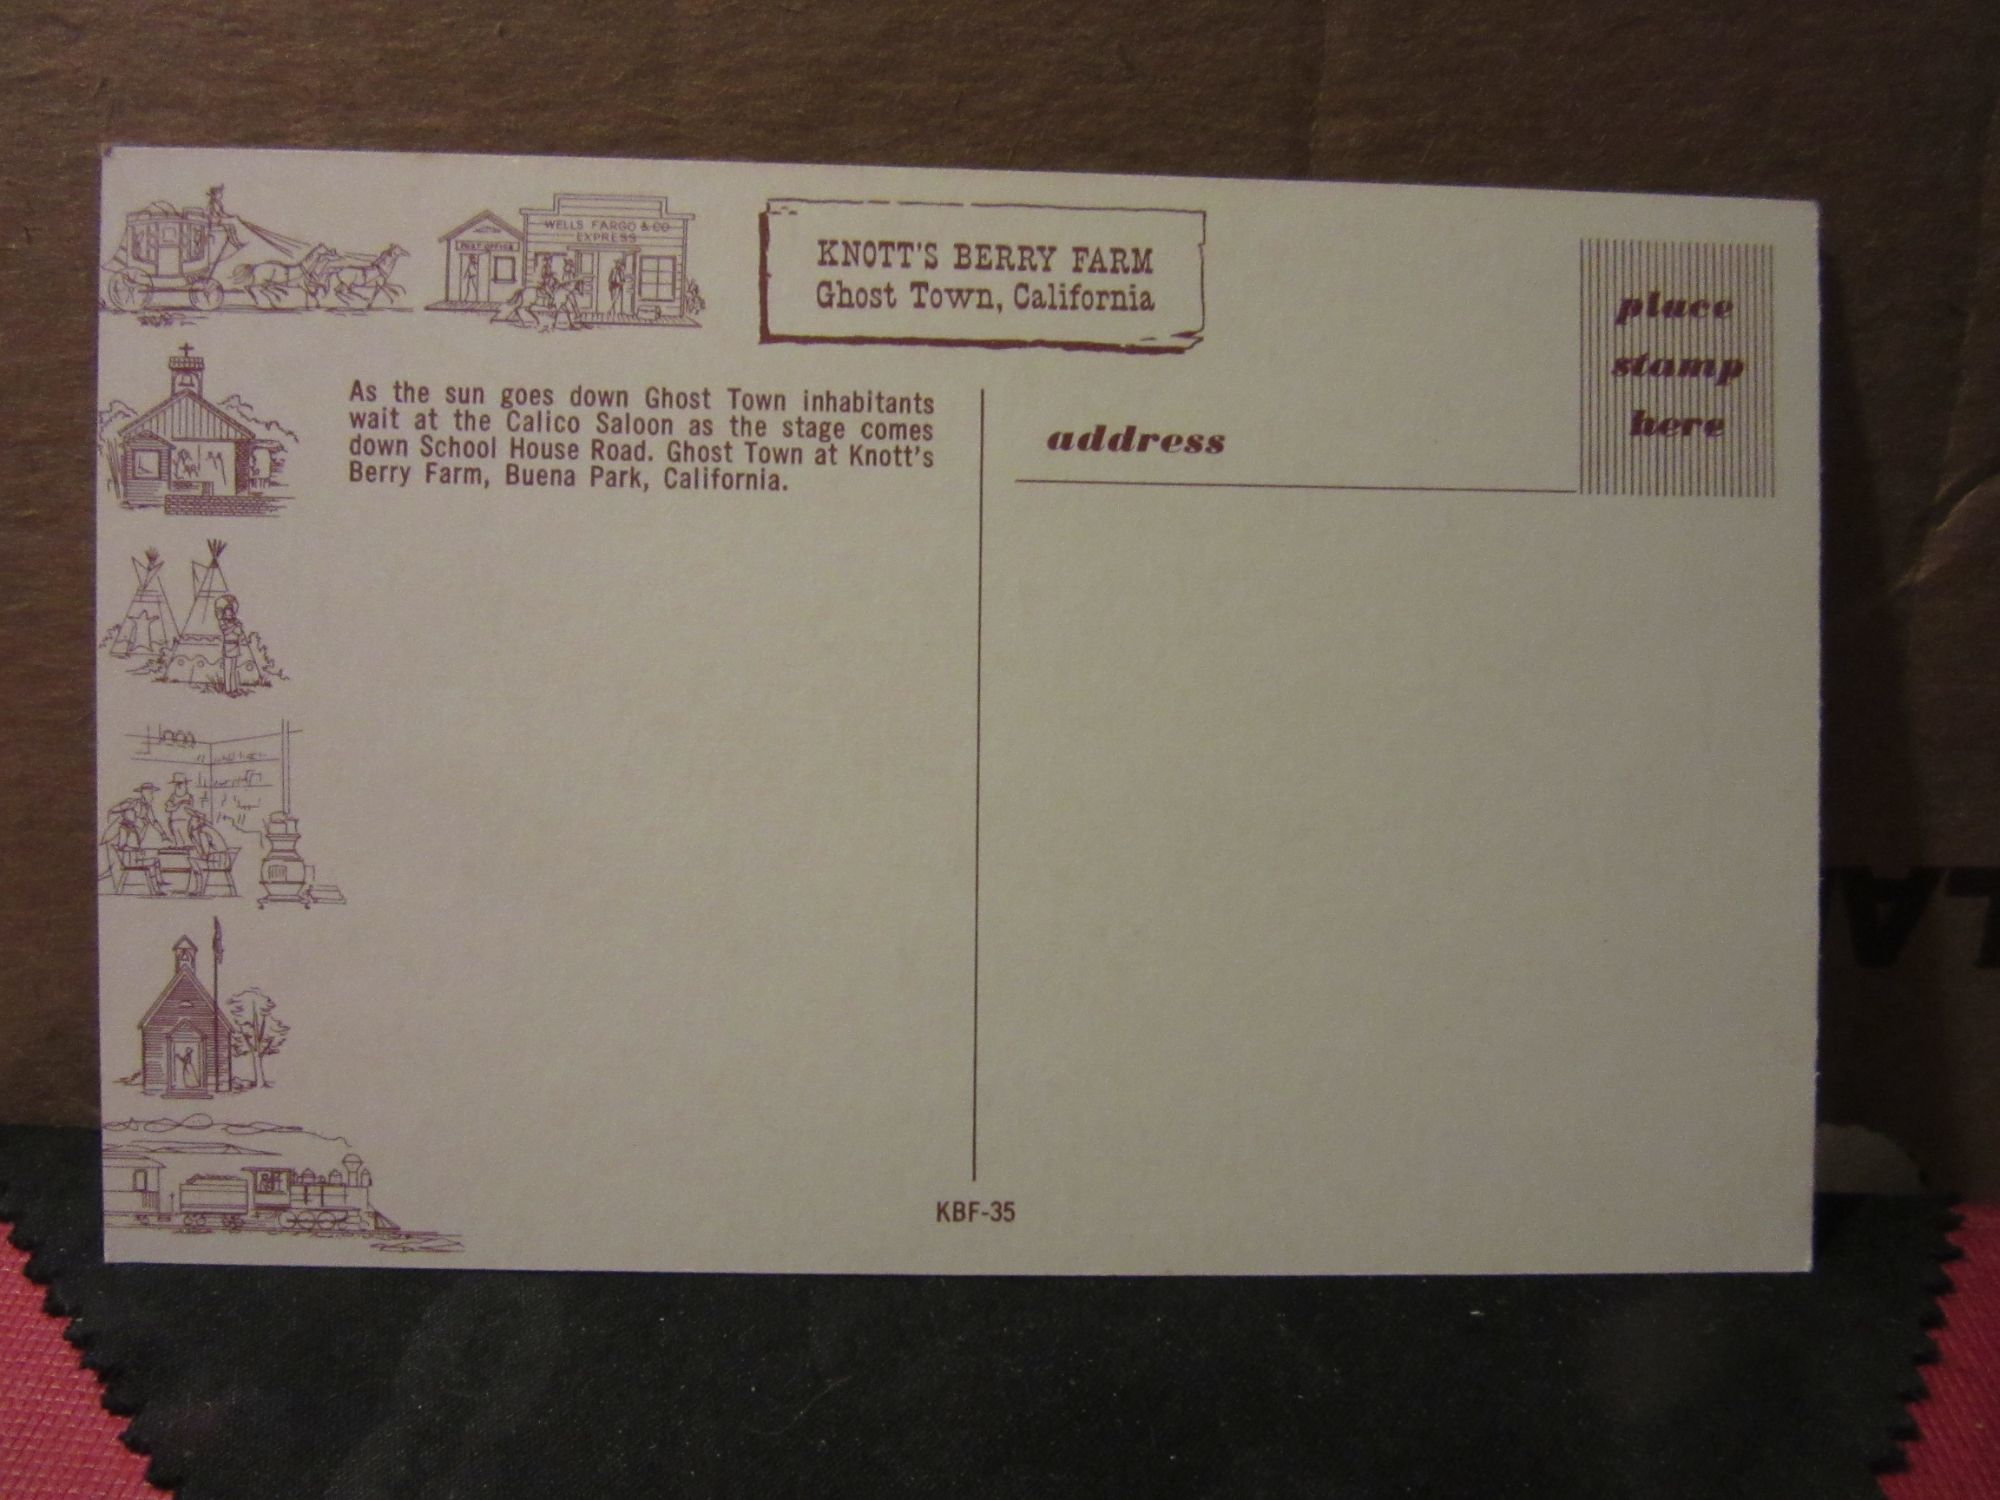 WELLS FARGO & CO
EXPRESS
POST OFFICE
KNOTT'S BERRY FARM
Ghost Town, California
place
stamp
here
As the sun goes down Ghost Town inhabitants
wait at the Calico Saloon as the stage comes
down School House Road. Ghost Town at Knott's
Berry Farm, Buena Park, California.
address
KBF-35